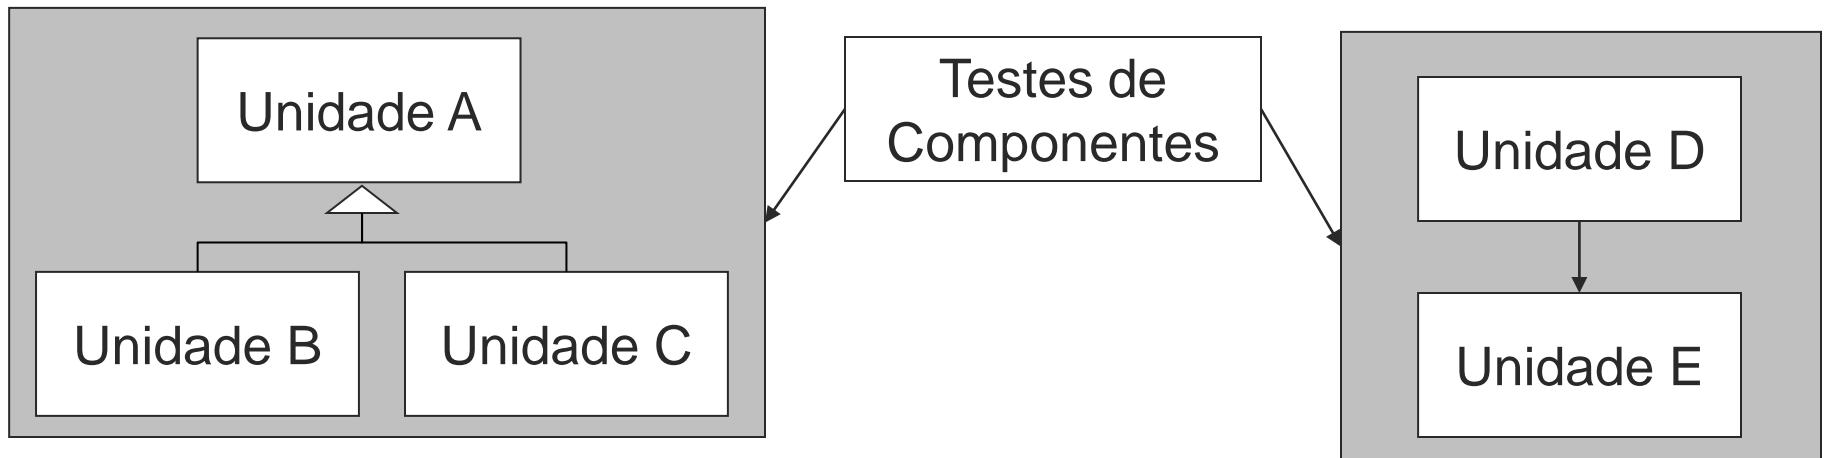 Unidade A
Unidade B
Unidade C
Testes de
Componentes
Unidade D
Unidade E